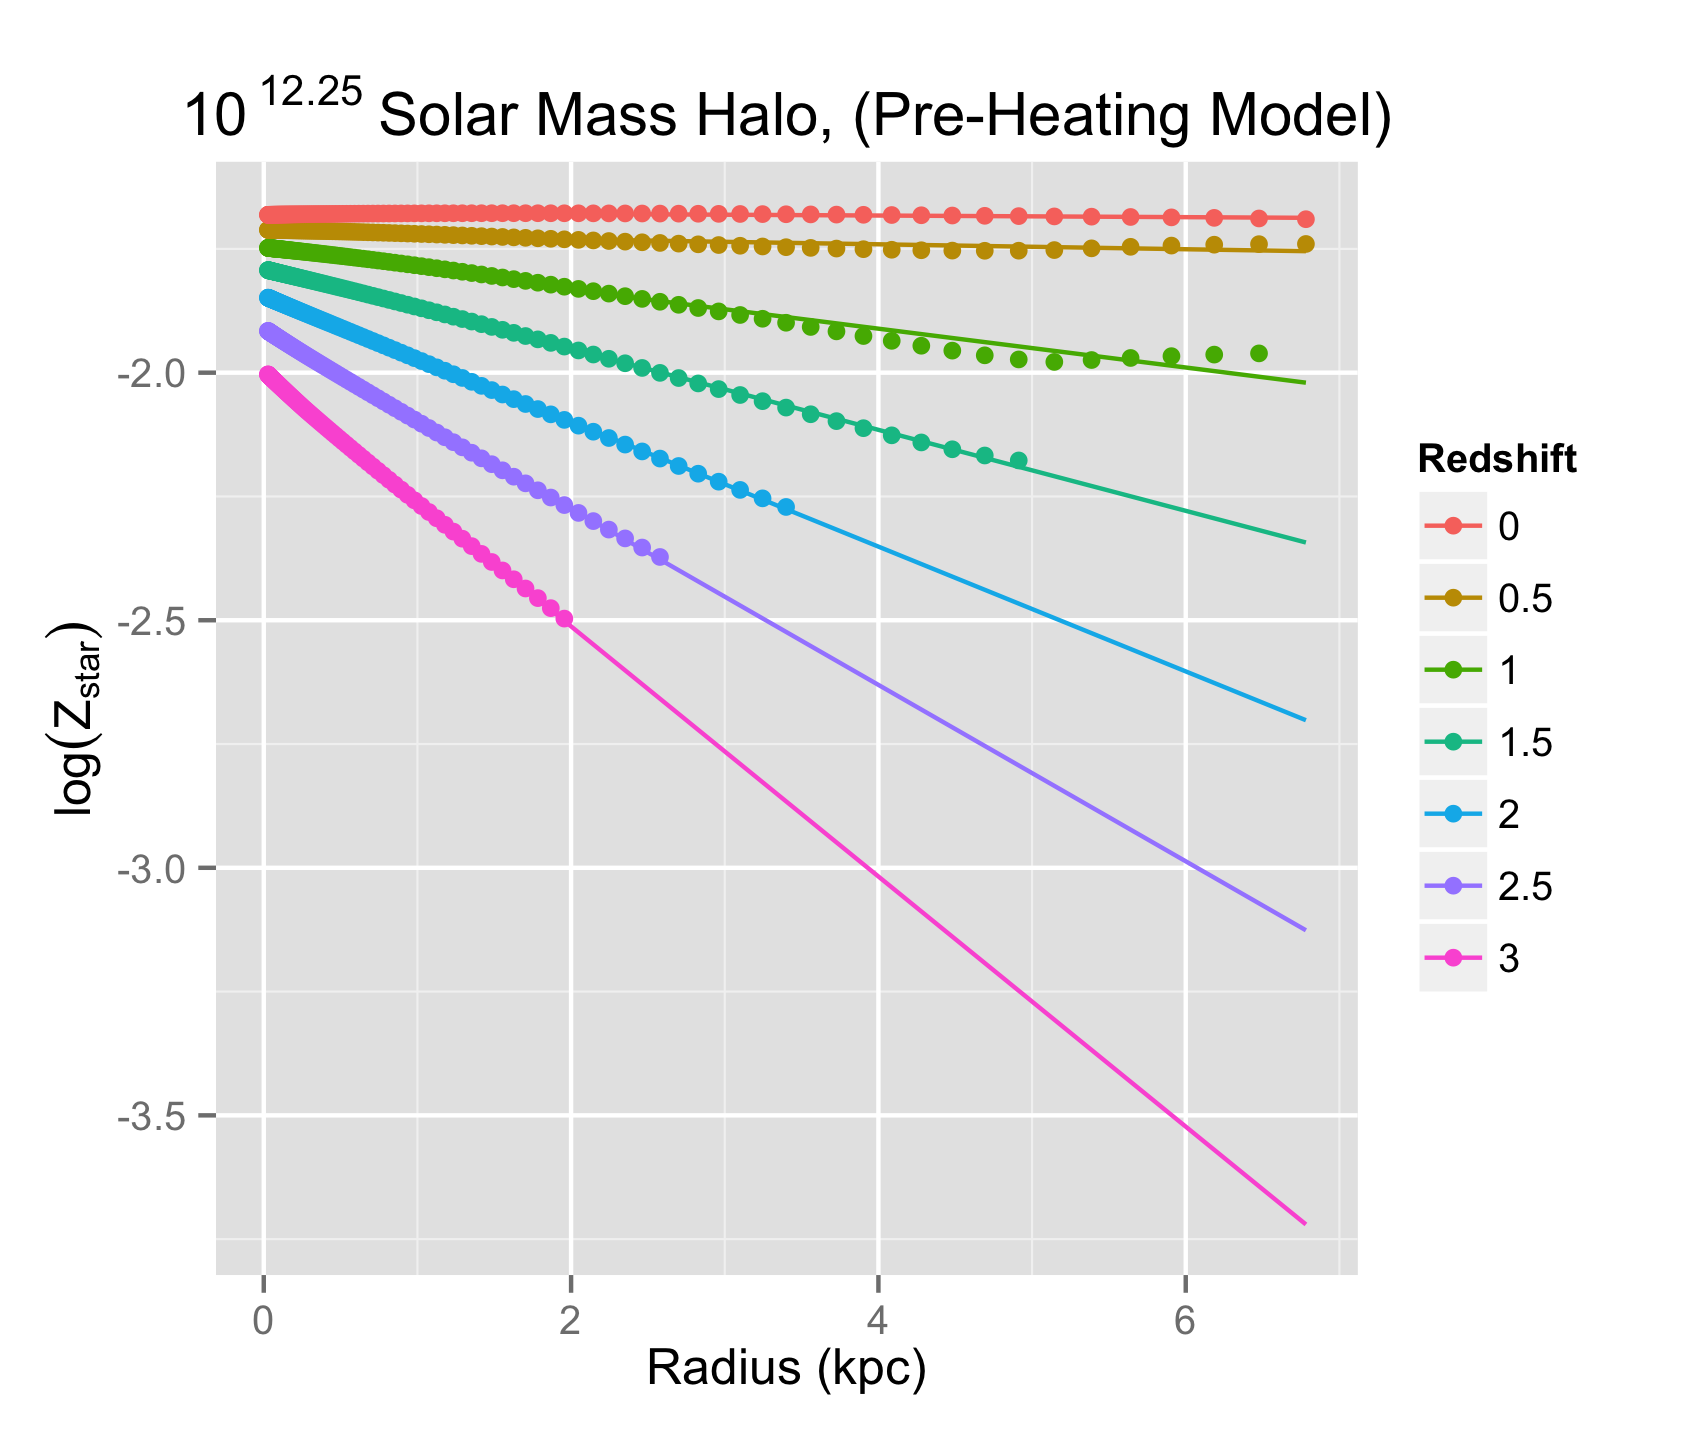 10^12.25 Solar Mass Halo, (Pre-Heating Model)
log(Z_star)
-2.0
-2.5
-3.0
-3.5
0 2 4 6
Radius (kpc)
Redshift
0
0.5
1
1.5
2
2.5
3